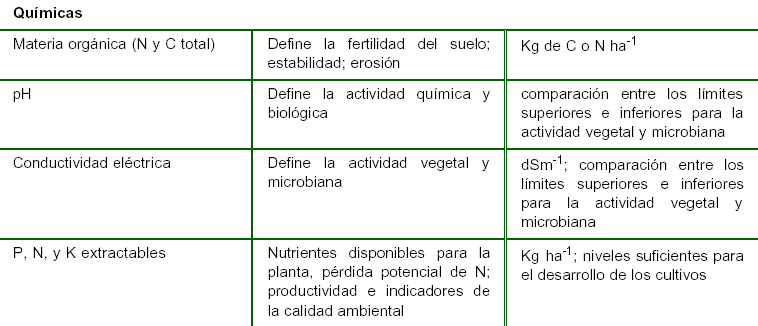 Químicas
Materia orgánica (N y C total)
Define la fertilidad del suelo;
estabilidad; erosión
Kg de C o N ha-1
pH
Define la actividad química y
biológica
comparación entre los límites
superiores e inferiores para la
actividad vegetal y microbiana
Conductividad eléctrica
Define la actividad vegetal y
microbiana
dSm-1; comparación entre los
límites superiores e inferiores
para la actividad vegetal y
microbiana
P, N, y K extractables
Nutrientes disponibles para la
planta, pérdida potencial de N;
productividad e indicadores de
la calidad ambiental
Kg ha-1; niveles suficientes para
el desarrollo de los cultivos